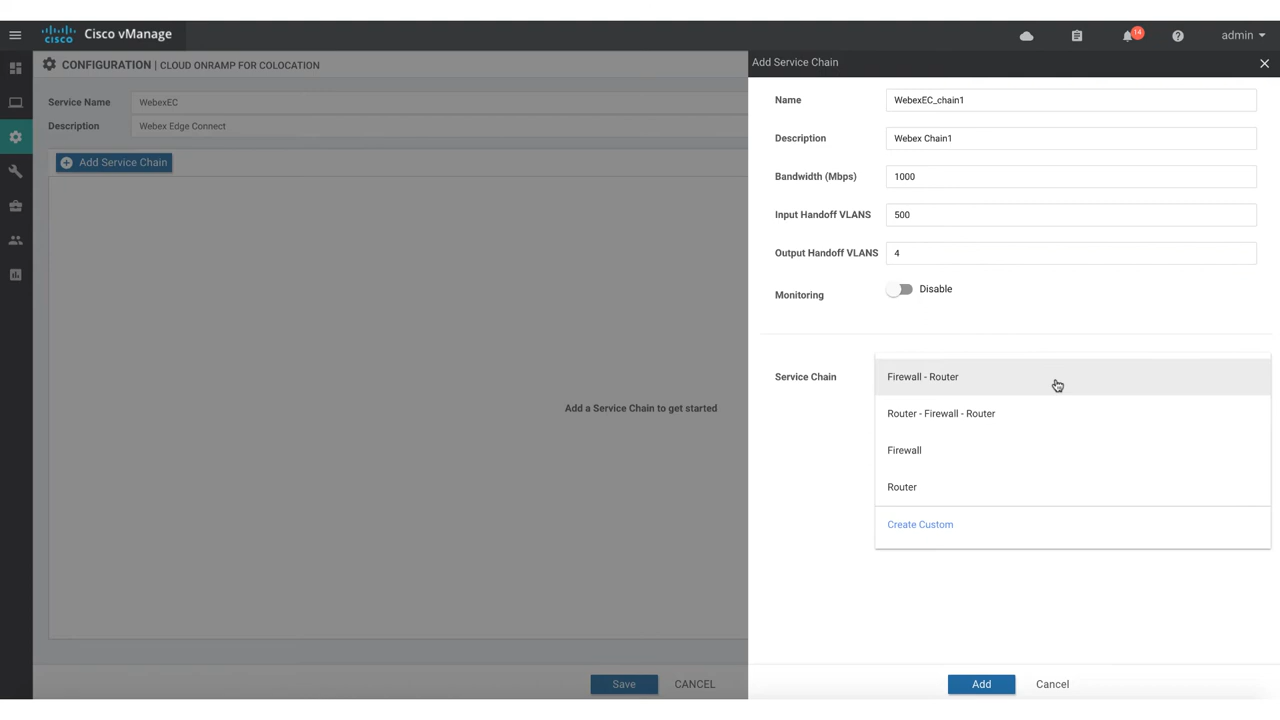 cisco
Cisco vManage
14
admin
CONFIGURATION | CLOUD ONRAMP FOR COLOCATION
Service Name WebexEC
Description Webex Edge Connect
Add Service Chain
Add a Service Chain to get started
Save CANCEL
Add Service Chain
Name WebexEC_chain1
Description Webex Chain1
Bandwidth (Mbps) 1000
Input Handoff VLANS 500
Output Handoff VLANS 4
Monitoring Disable
Service Chain Firewall - Router
Router - Firewall - Router
Firewall
Router
Create Custom
Add Cancel